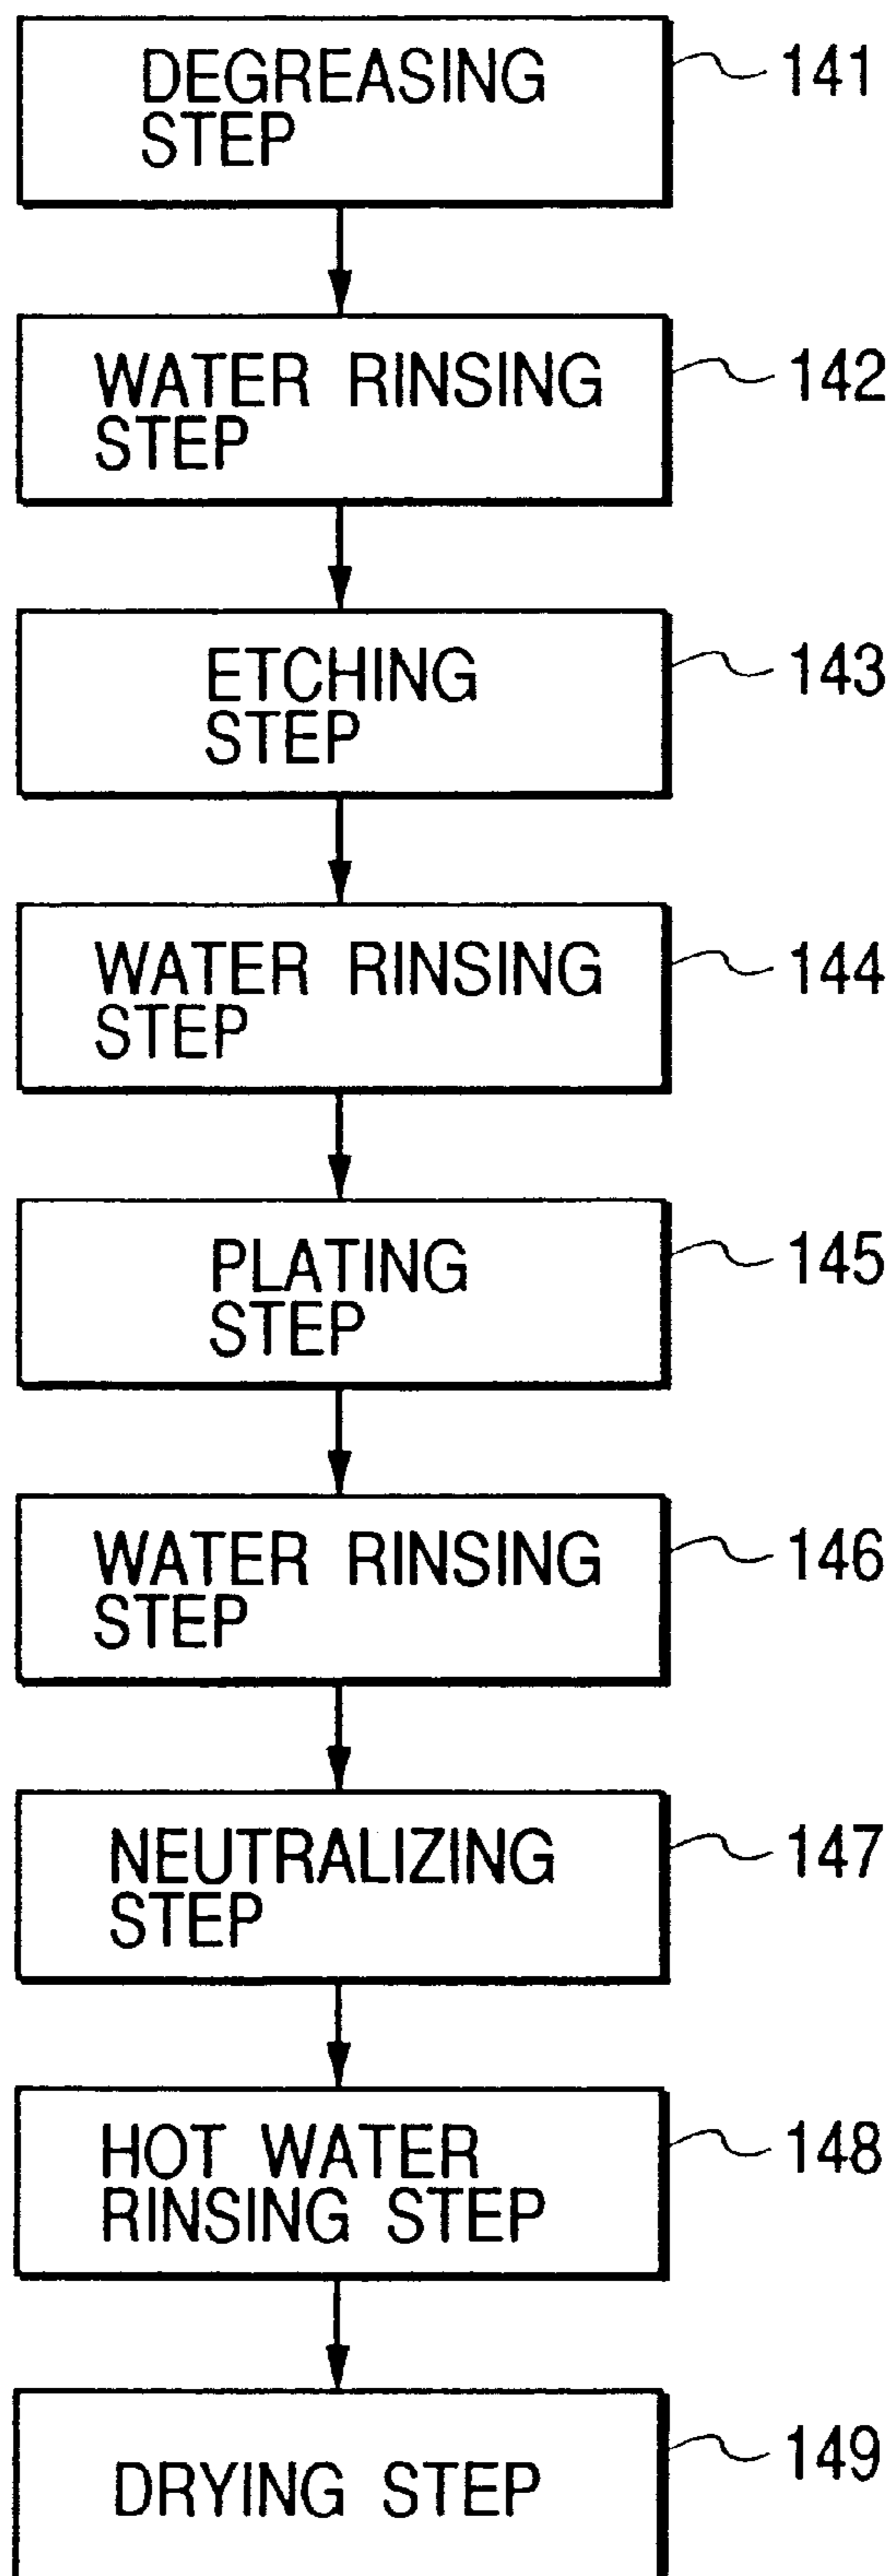 DEGREASING
STEP
141
WATER RINSING
STEP
142
ETCHING
STEP
143
WATER RINSING
STEP
144
PLATING
STEP
145
WATER RINSING
STEP
146
NEUTRALIZING
STEP
147
HOT WATER
RINSING STEP
148
DRYING STEP
149